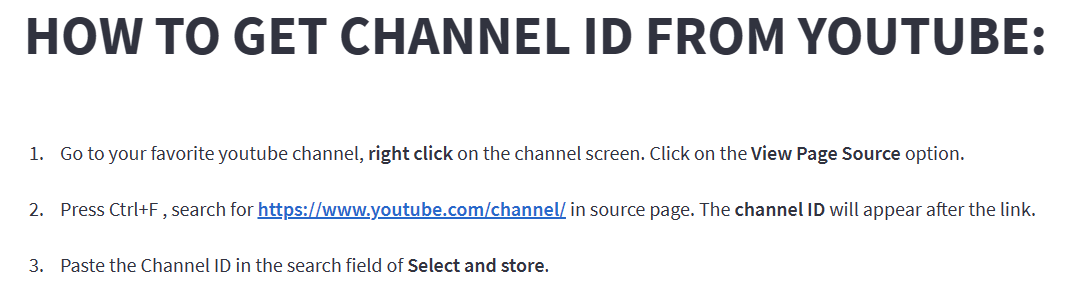 HOW TO GET CHANNEL ID FROM YOUTUBE:
1. Go to your favorite youtube channel, right click on the channel screen. Click on the View Page Source option.
2. Press Ctrl+F , search for https://www.youtube.com/channel/ in source page. The channel ID will appear after the link.
3. Paste the Channel ID in the search field of Select and store.